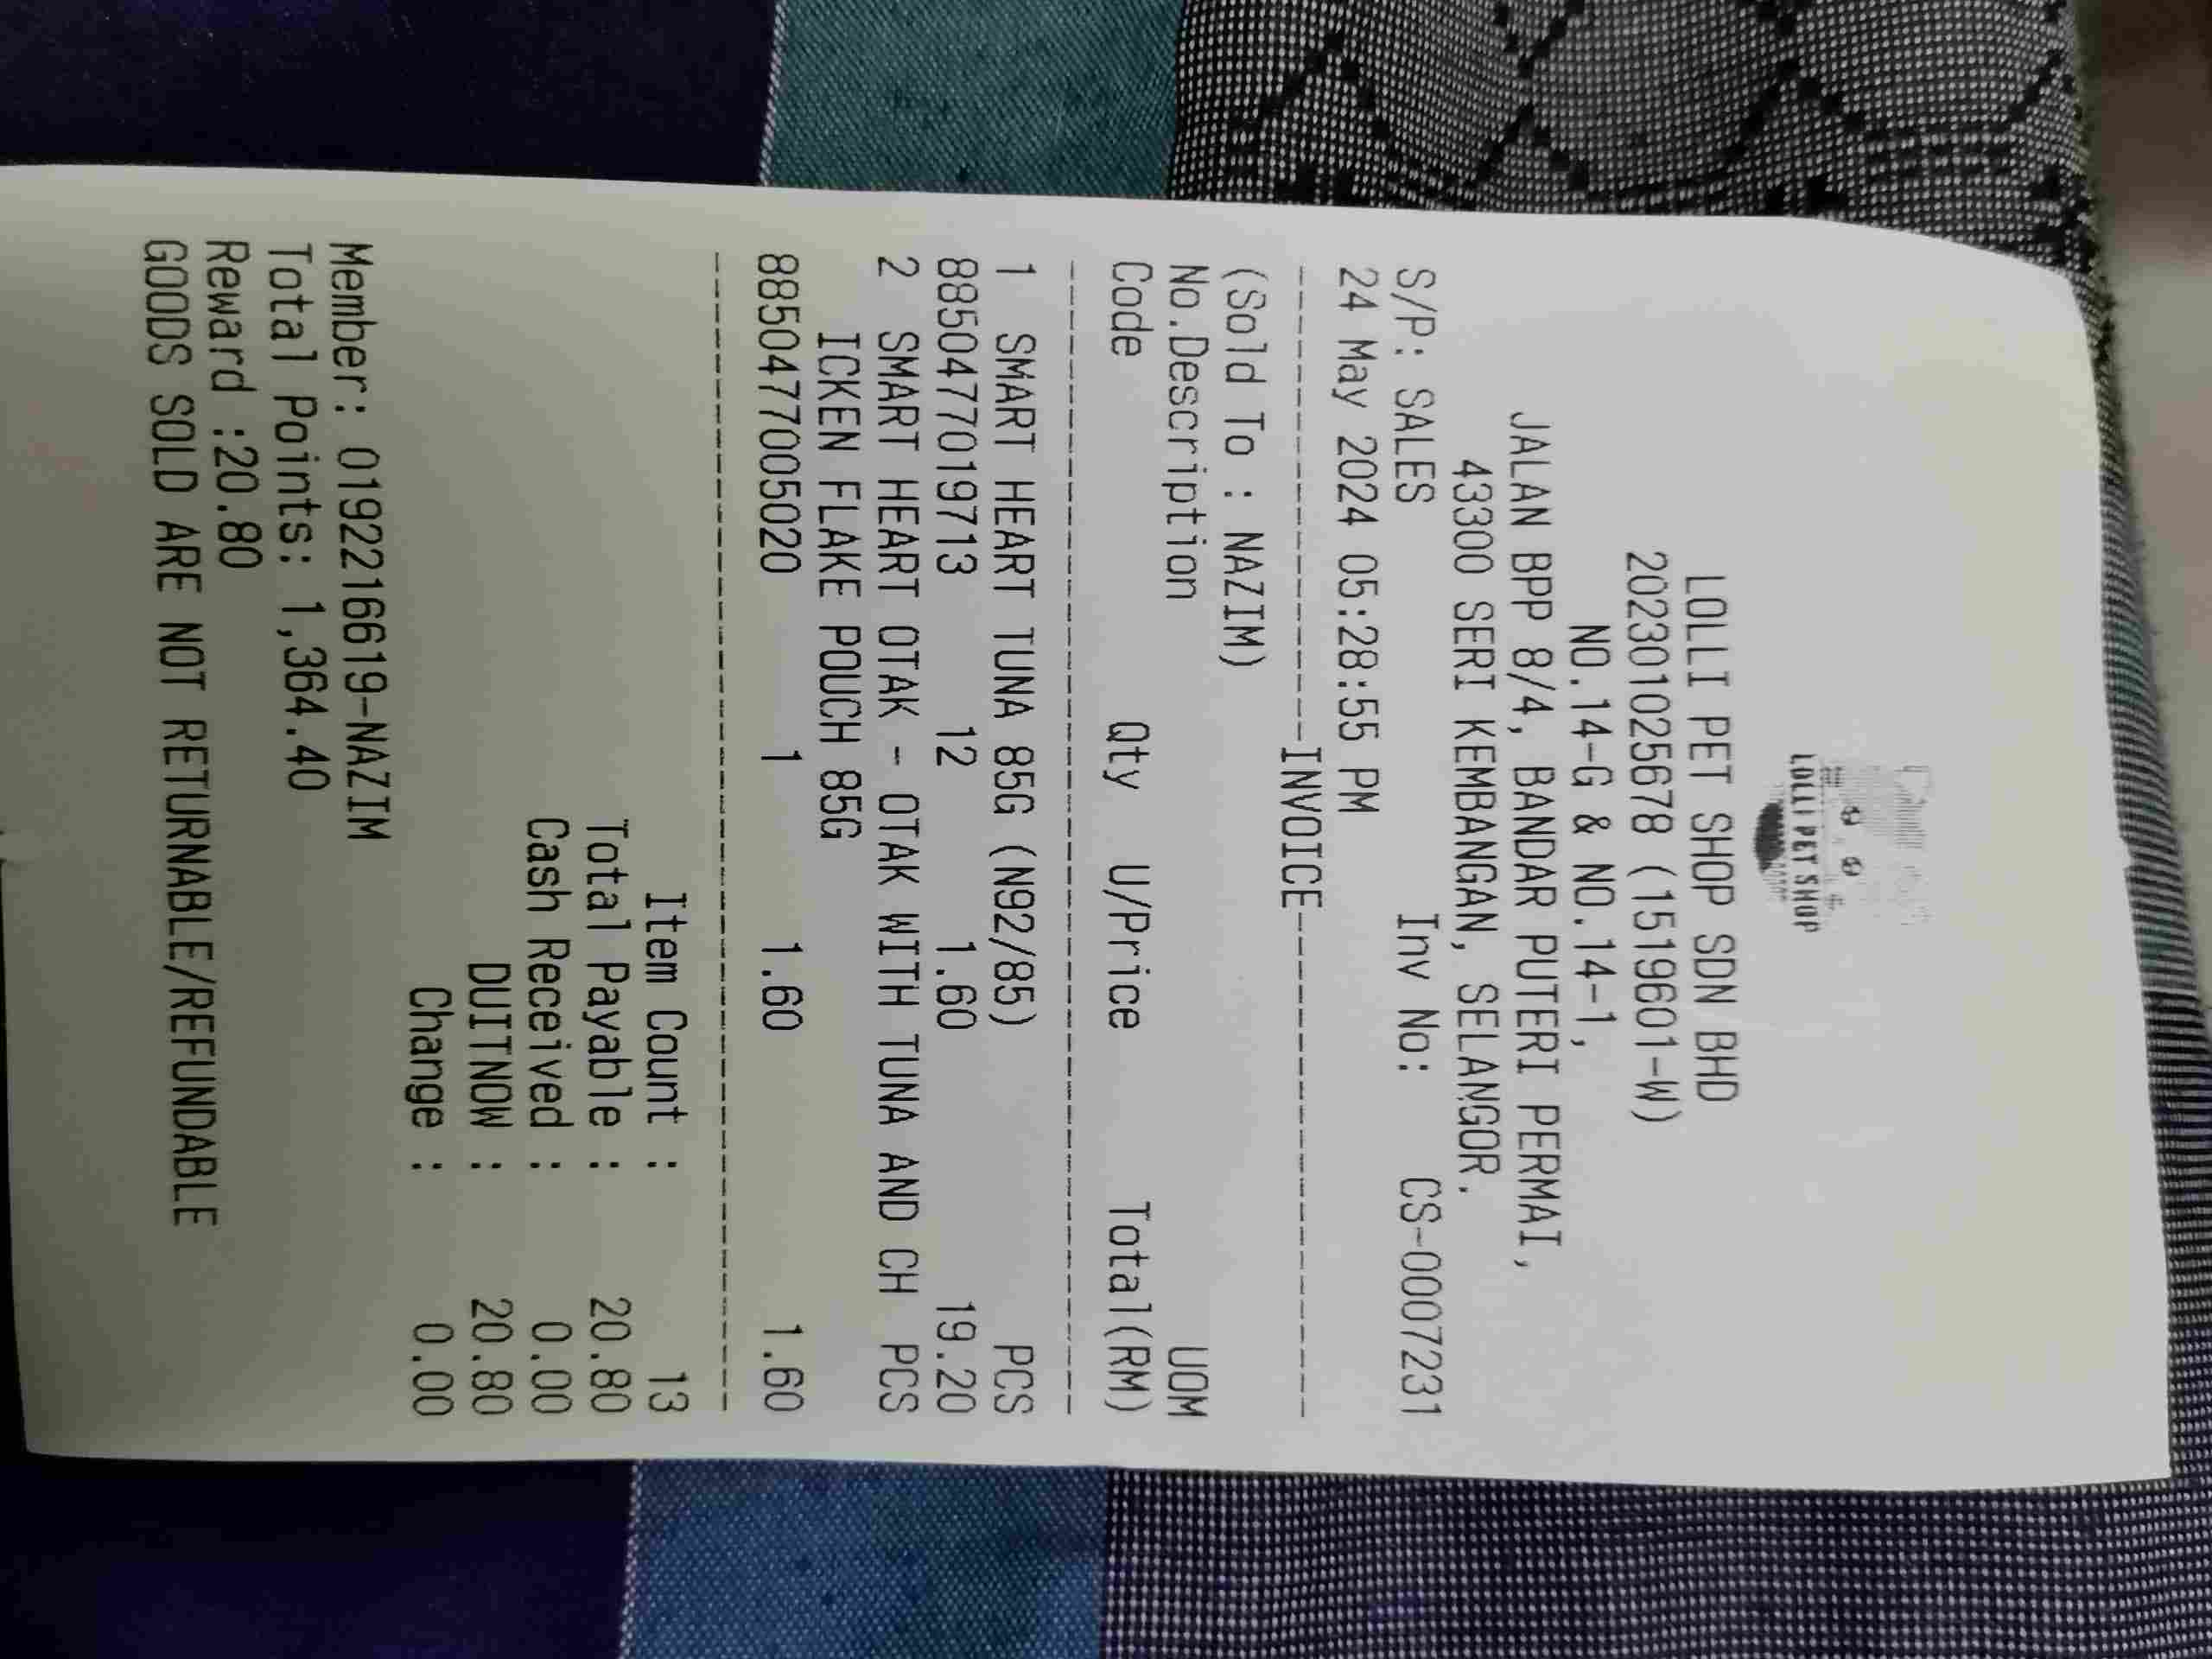 LOLLI PET SHOP
LOLLI PET SHOP SDN BHD
202301025678 (1519601-W)
NO.14-G & NO.14-1,
JALAN BPP 8/4, BANDAR PUTERI PERMAI,
43300 SERI KEMBANGAN, SELANGOR.
S/P: SALES Inv No: CS-0007231
24 May 2024 05:28:55 PM
---------------------INVOICE---------------------
(Sold To : NAZIM)
No.Description UOM
Code Qty U/Price Total(RM)
------------------------------------------------
1 SMART HEART TUNA 85G (N92/85) PCS
8850477019713 12 1.60 19.20
2 SMART HEART OTAK - OTAK WITH TUNA AND CH PCS
ICKEN FLAKE POUCH 85G
8850477005020 1 1.60 1.60
------------------------------------------------
Item Count : 13
Total Payable : 20.80
Cash Received : 0.00
DUITNOW : 20.80
Change : 0.00
Member: 0192216619-NAZIM
Total Points: 1,364.40
Reward :20.80
GOODS SOLD ARE NOT RETURNABLE/REFUNDABLE